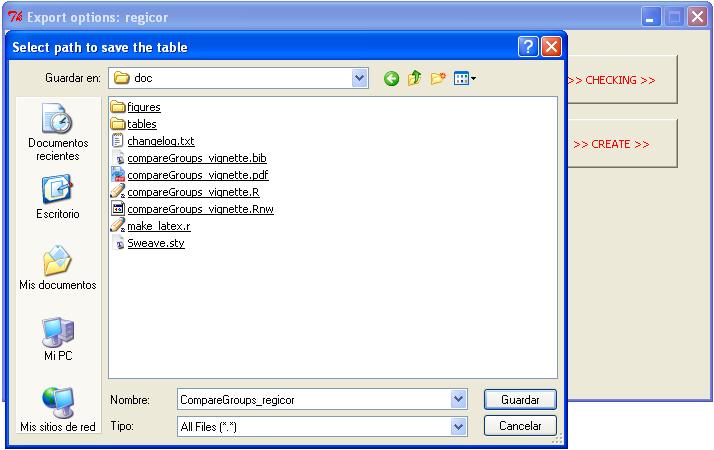 Export options: regicor
Select path to save the table
Guardar en: doc
>> CHECKING >>
>> CREATE >>
Documentos
recientes
Escritorio
Mis documentos
Mi PC
Mis sitios de red
figures
tables
changelog.txt
compareGroups_vignette.bib
compareGroups_vignette.pdf
compareGroups_vignette.R
compareGroups_vignette.Rnw
make_latex.r
Sweave.sty
Nombre: CompareGroups_regicor Guardar
Tipo: All Files (*.*) Cancelar